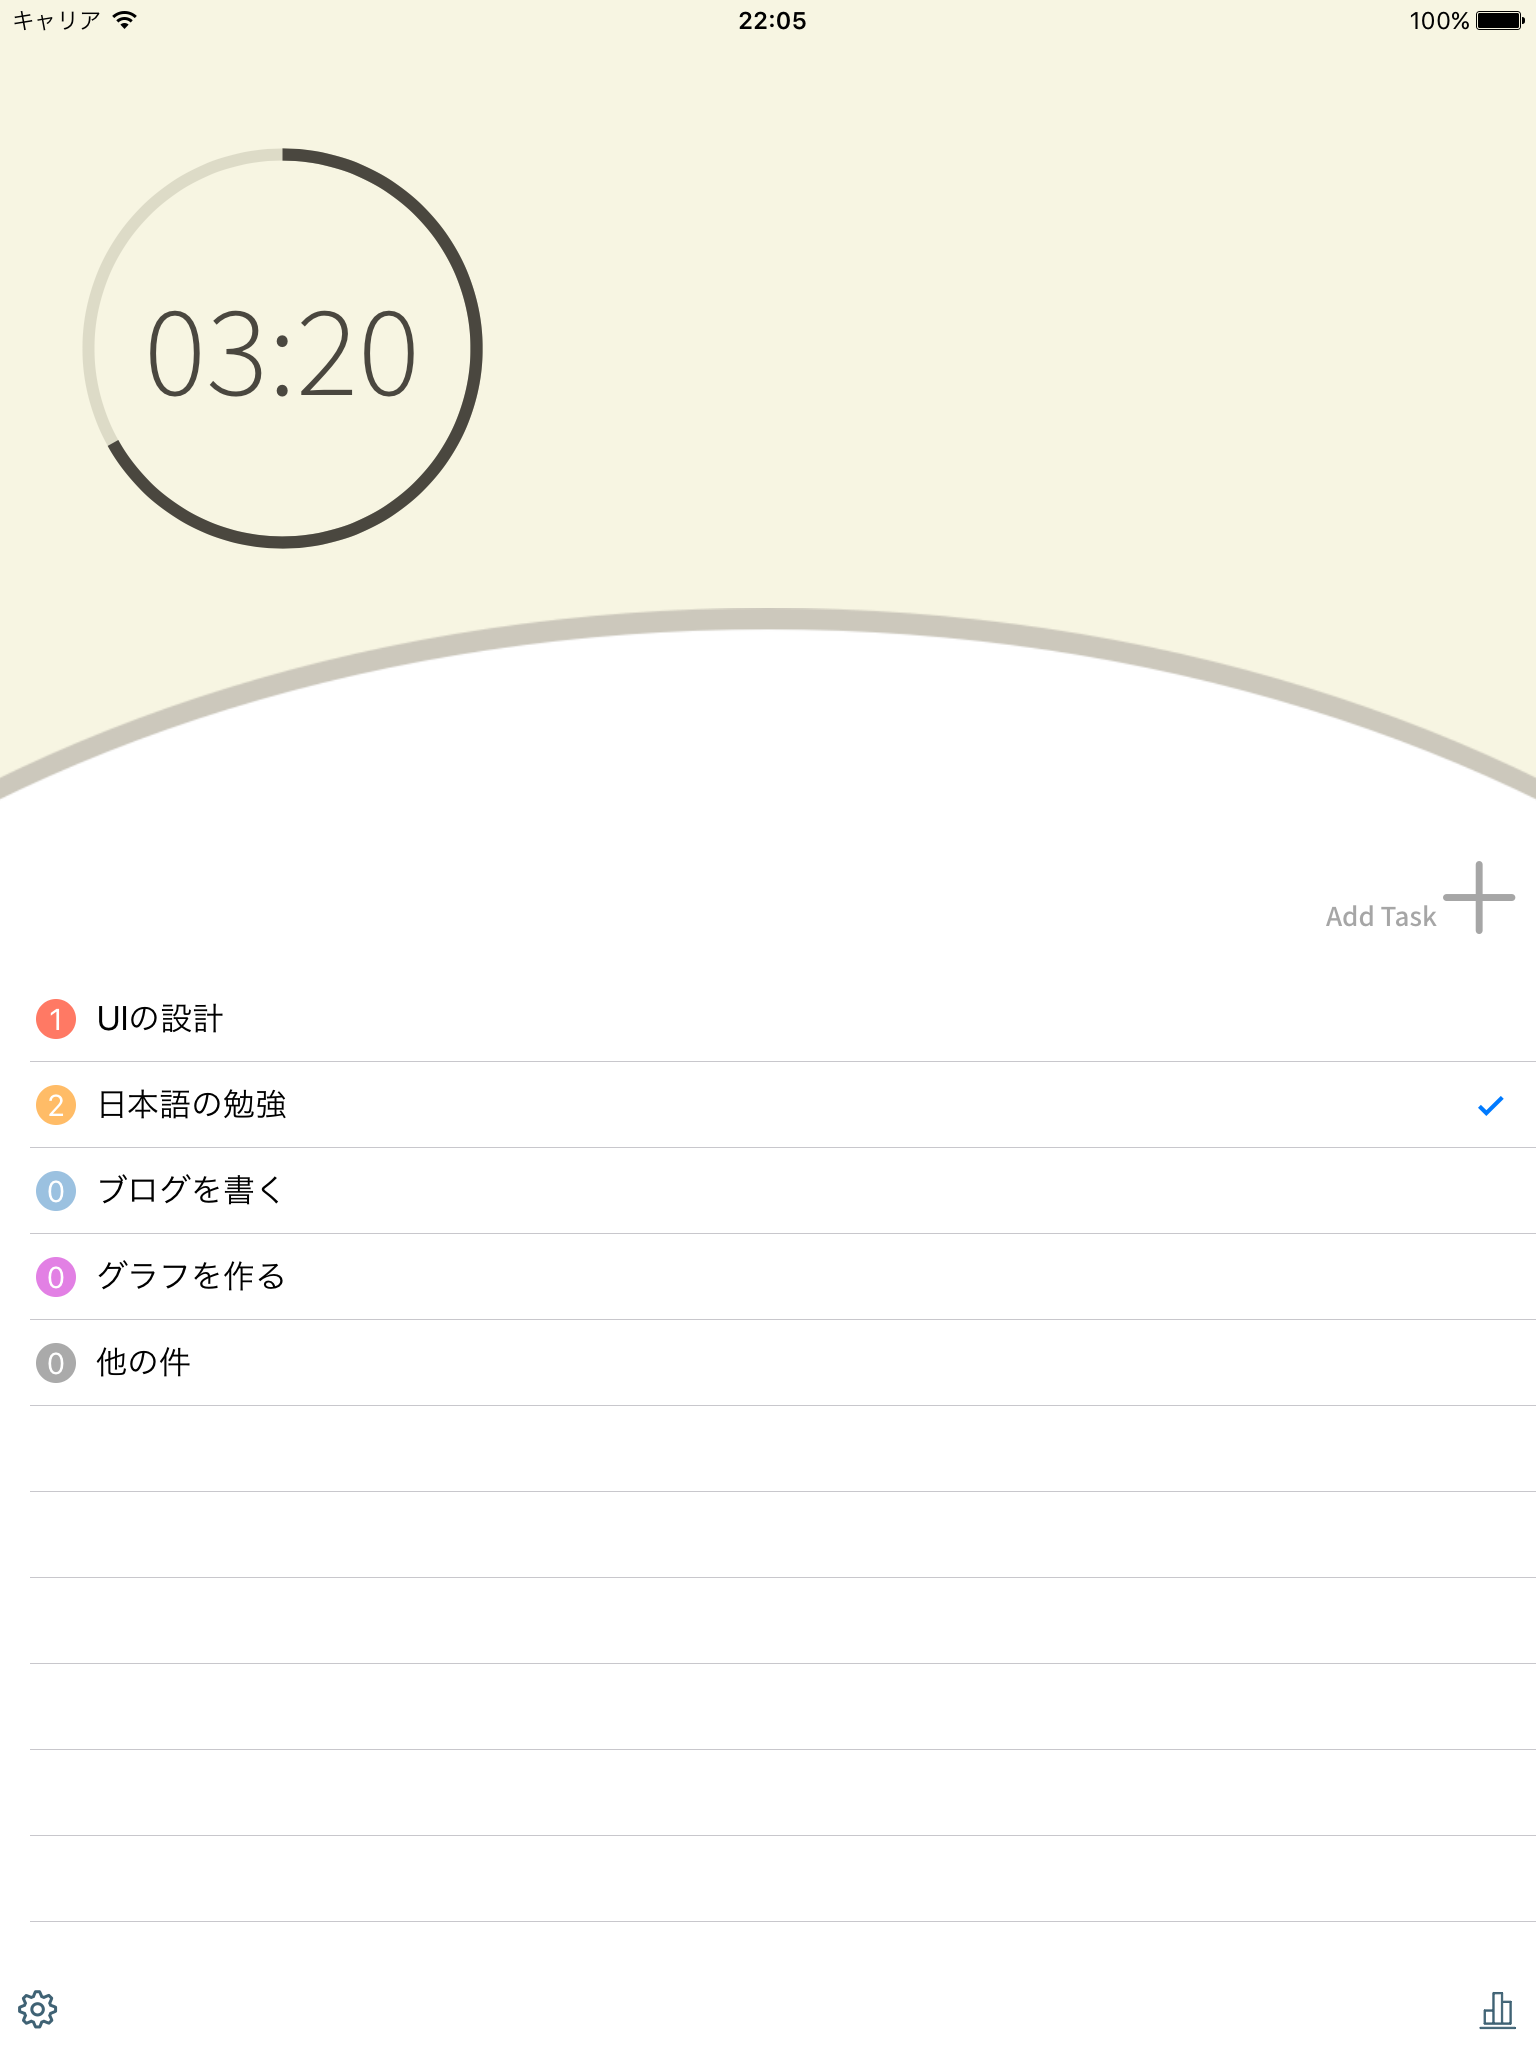 キャリア 22:05 100%
03:20
Add Task
1 UIの設計
2 日本語の勉強
0 ブログを書く
0 グラフを作る
0 他の件